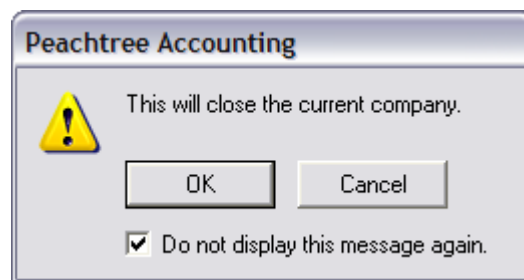 Peachtree Accounting
This will close the current company.
OK
Cancel
Do not display this message again.